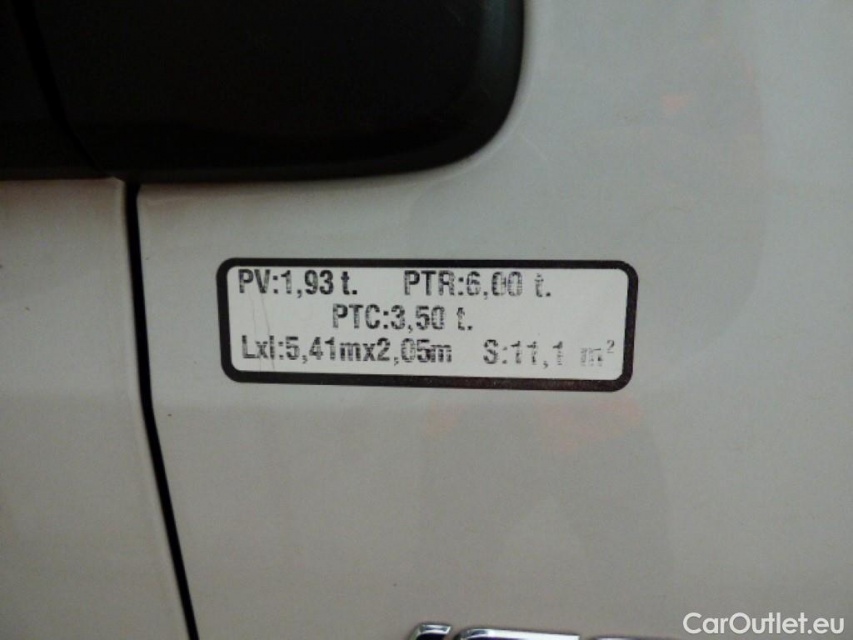 PV:1,93 t. PTR:6,00 t.
PTC:3,50 t.
Lxl:5,41mx2,05m S:11,1 m²
CarOutlet.eu